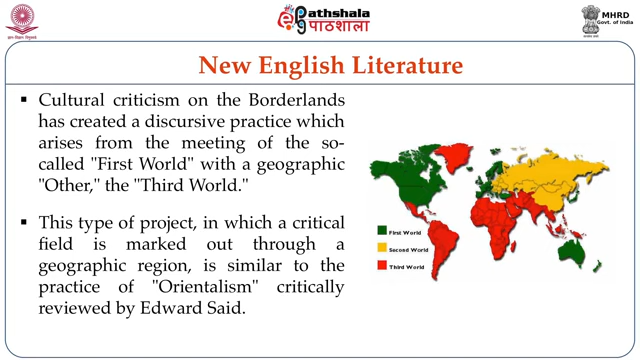 Pathshala
पाठशाला
MHRD
Govt. of India
New English Literature
▪ Cultural criticism on the Borderlands
has created a discursive practice which
arises from the meeting of the so-
called "First World" with a geographic
"Other," the "Third World."
▪ This type of project, in which a critical
field is marked out through a
geographic region, is similar to the
practice of "Orientalism" critically
reviewed by Edward Said.
First World
Second World
Third World